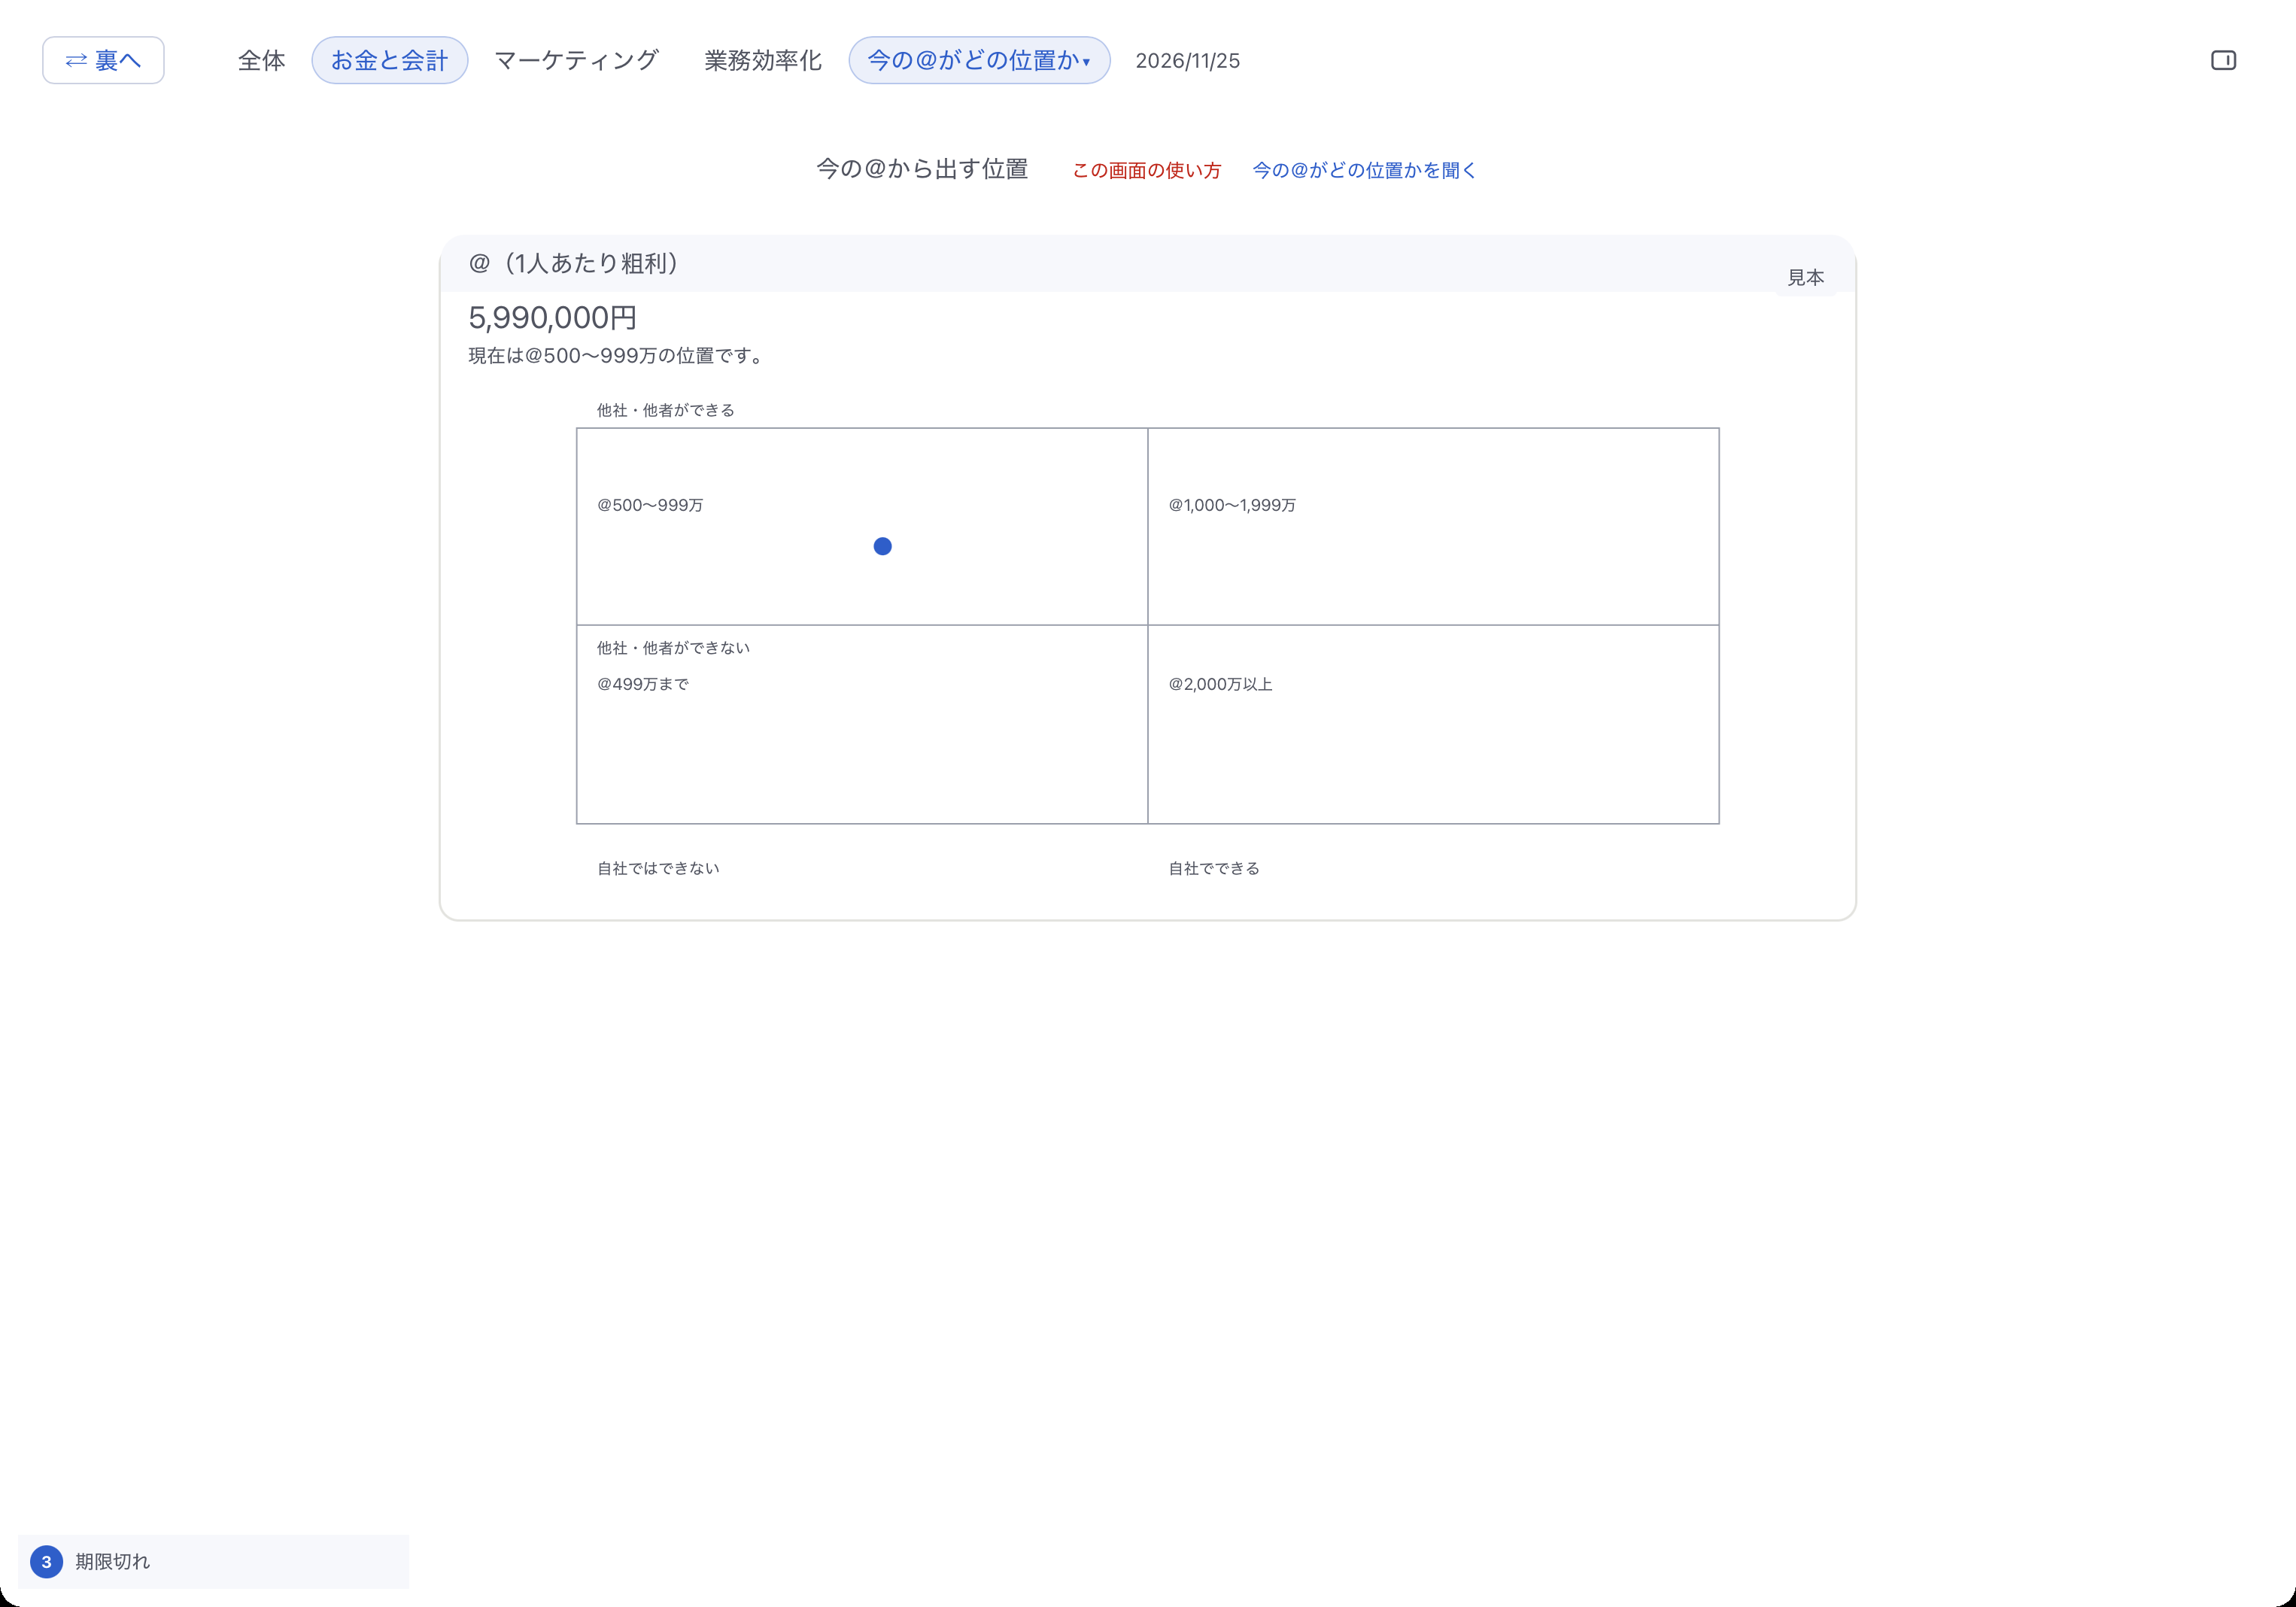 ⇄ 裏へ
全体
お金と会計
マーケティング
業務効率化
今の@がどの位置か▾
2026/11/25
今の@から出す位置
この画面の使い方
今の@がどの位置かを聞く
@（1人あたり粗利）
見本
5,990,000円
現在は@500〜999万の位置です。
他社・他者ができる
@500〜999万
@1,000〜1,999万
他社・他者ができない
@499万まで
@2,000万以上
自社ではできない
自社でできる
3 期限切れ